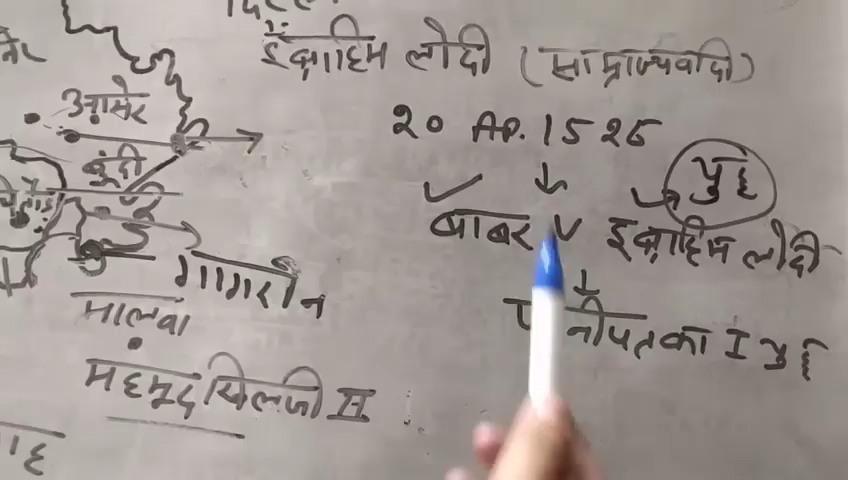 इब्राहिम लोदी (साम्राज्यवादी)
आमेर
20 AP. 1526
बुंदी
युद्ध
बाबर v इब्राहिम लोदी
गागरोन
मालवा
पानीपत का I युद्ध
महमूद खिलजी II